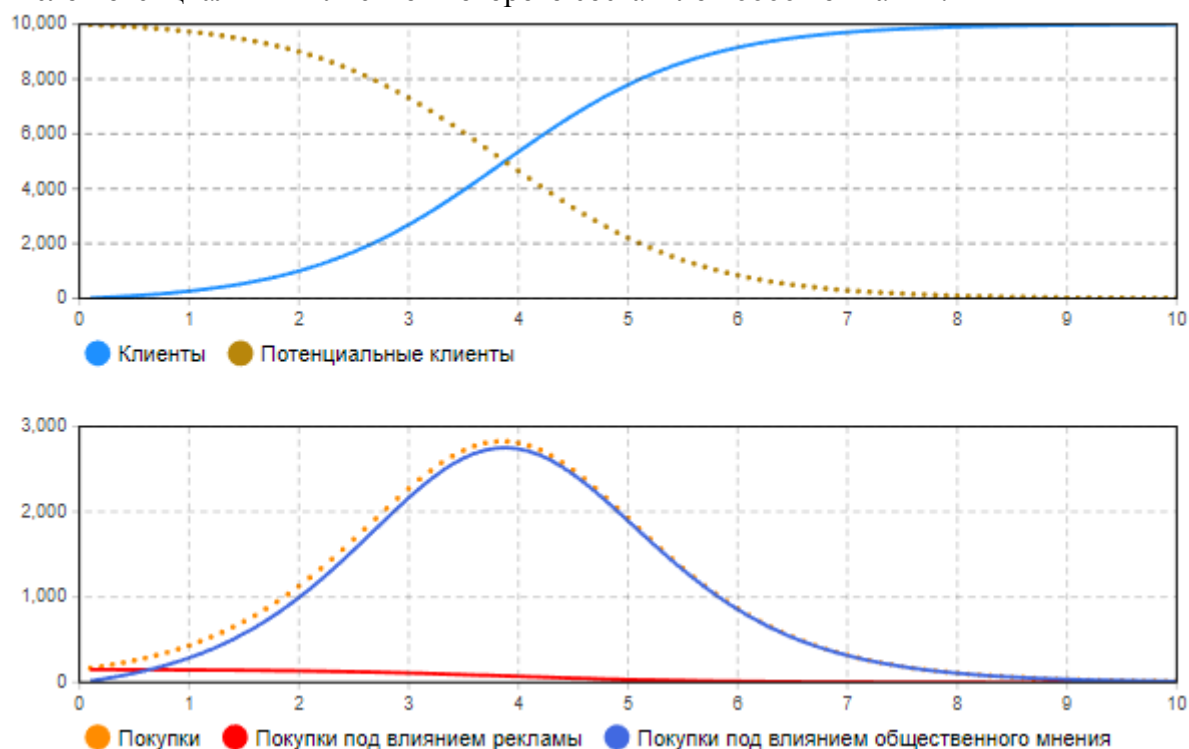 10,000
8,000
6,000
4,000
2,000
0
0 1 2 3 4 5 6 7 8 9 10
Клиенты Потенциальные клиенты
3,000
2,000
1,000
0
0 1 2 3 4 5 6 7 8 9 10
Покупки Покупки под влиянием рекламы Покупки под влиянием общественного мнения